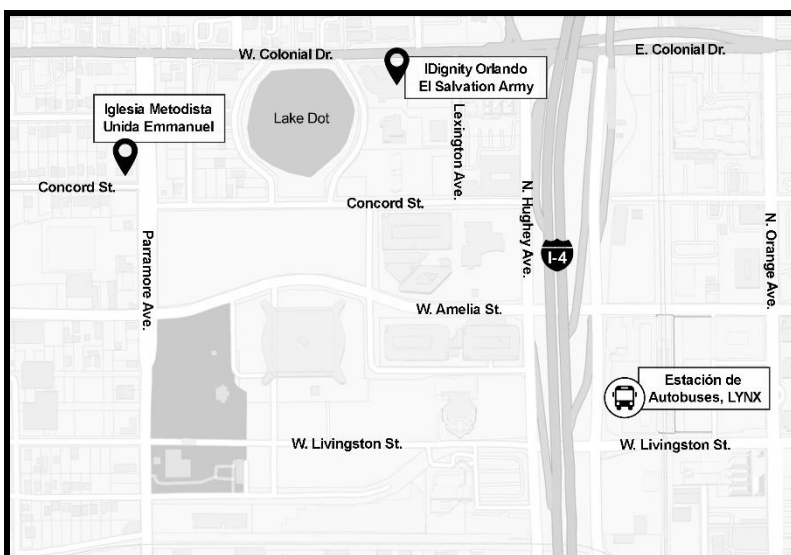 W. Colonial Dr.
E. Colonial Dr.
IDignity Orlando
El Salvation Army
Iglesia Metodista
Unida Emmanuel
Lake Dot
Lexington Ave.
Concord St.
Concord St.
Parramore Ave.
N. Hughey Ave.
N. Orange Ave.
I-4
W. Amelia St.
Estación de
Autobuses, LYNX
W. Livingston St.
W. Livingston St.